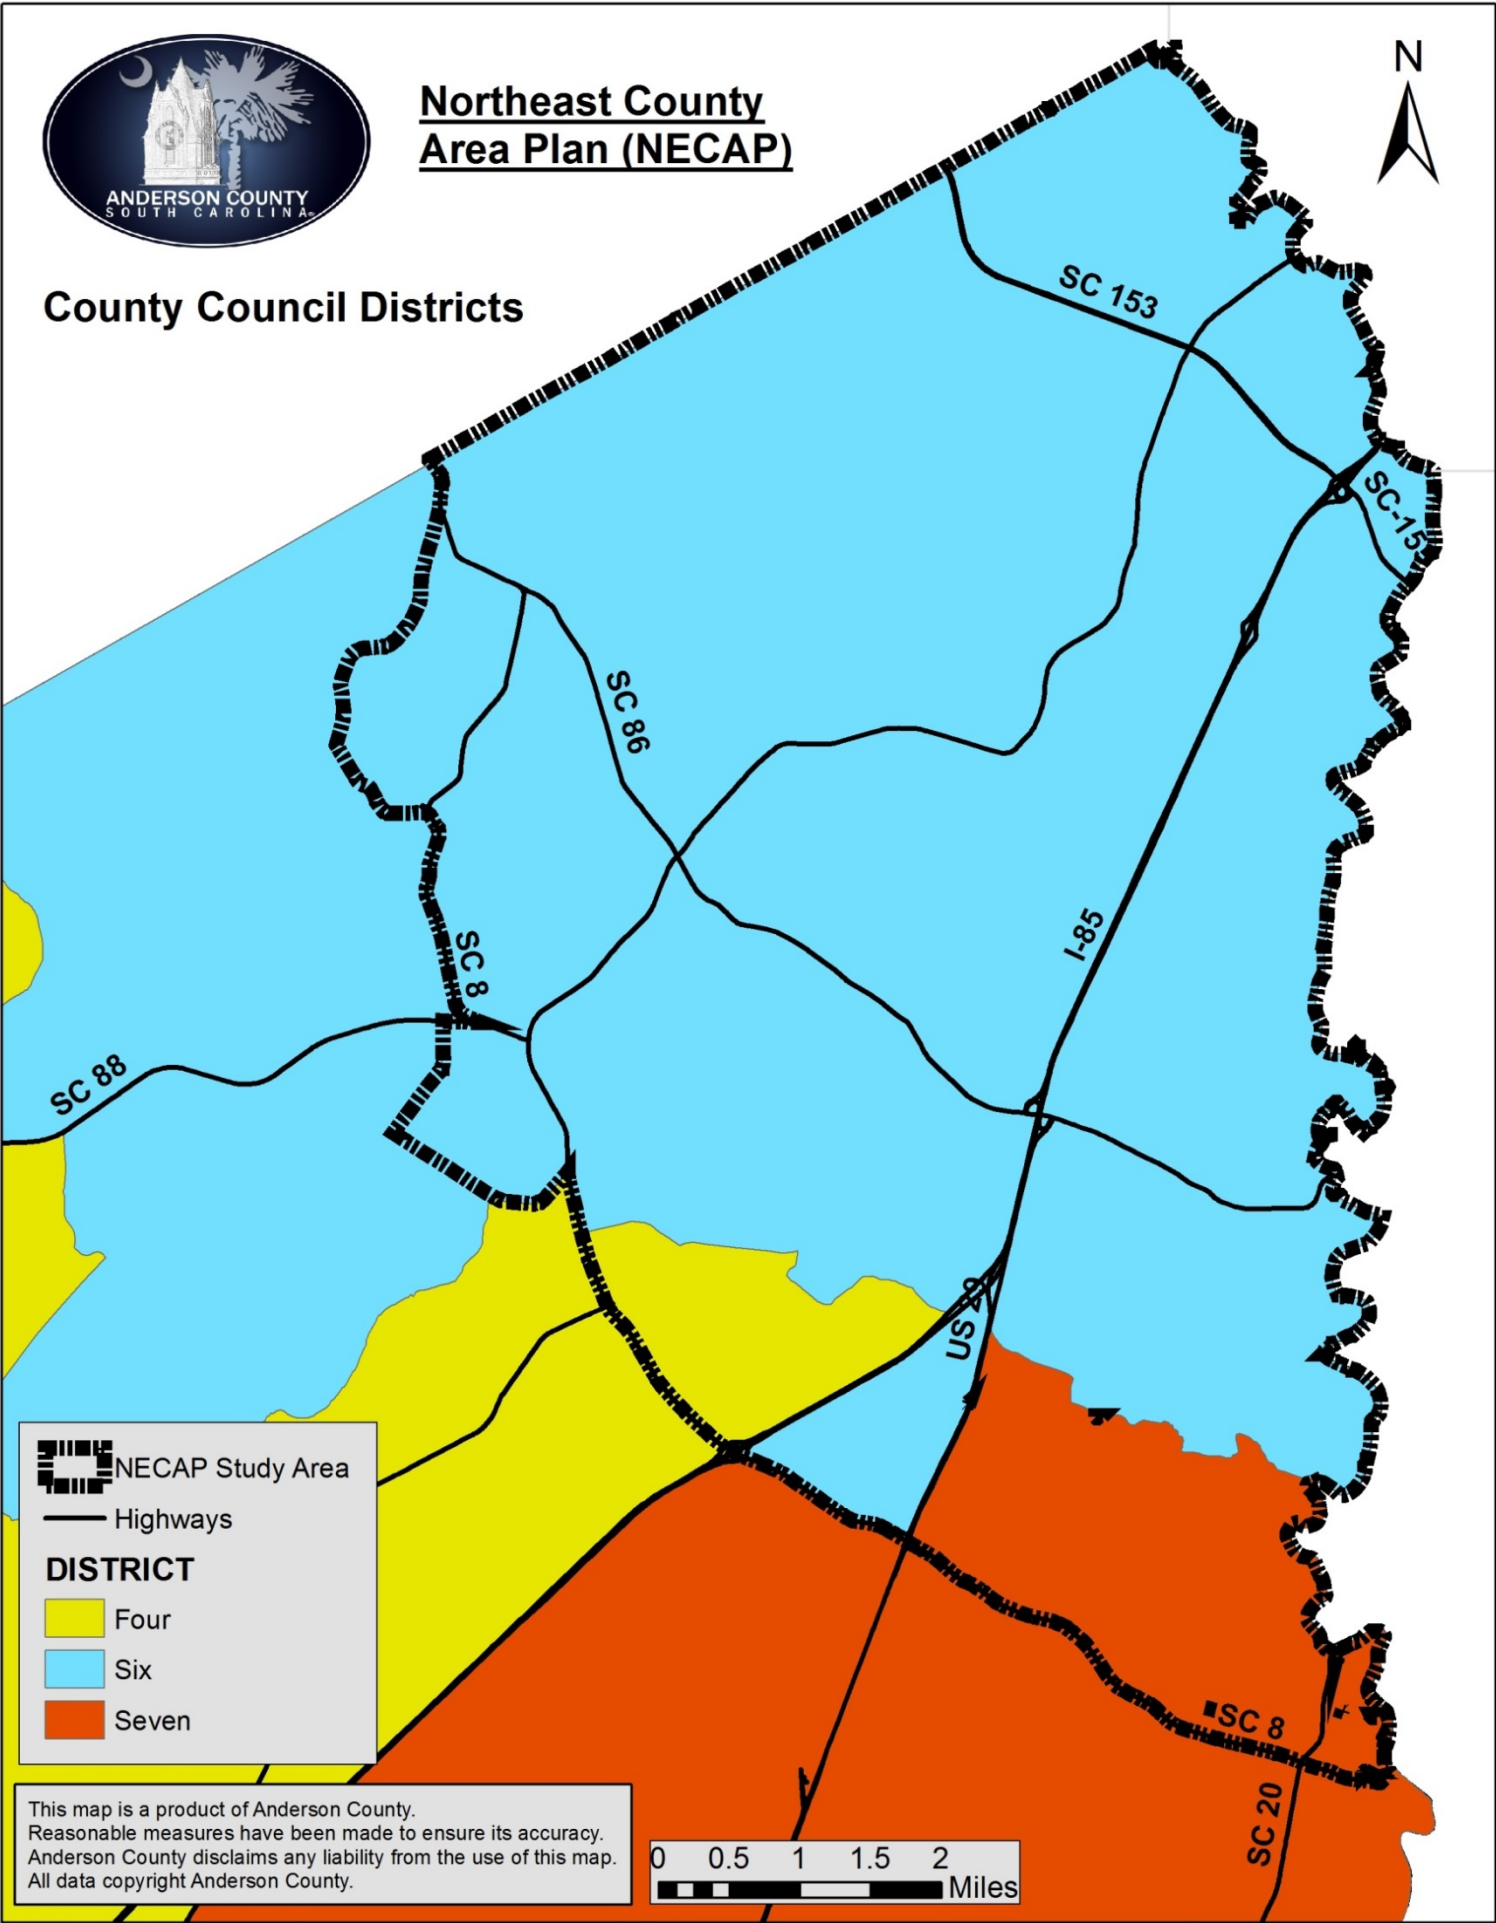 ANDERSON COUNTY
SOUTH CAROLINA
Northeast County
Area Plan (NECAP)
N
County Council Districts
SC 153
SC-15
SC 86
I-85
SC 8
SC 88
US 29
SC 8
SC 20
NECAP Study Area
Highways
DISTRICT
Four
Six
Seven
This map is a product of Anderson County.
Reasonable measures have been made to ensure its accuracy.
Anderson County disclaims any liability from the use of this map.
All data copyright Anderson County.
0 0.5 1 1.5 2
Miles